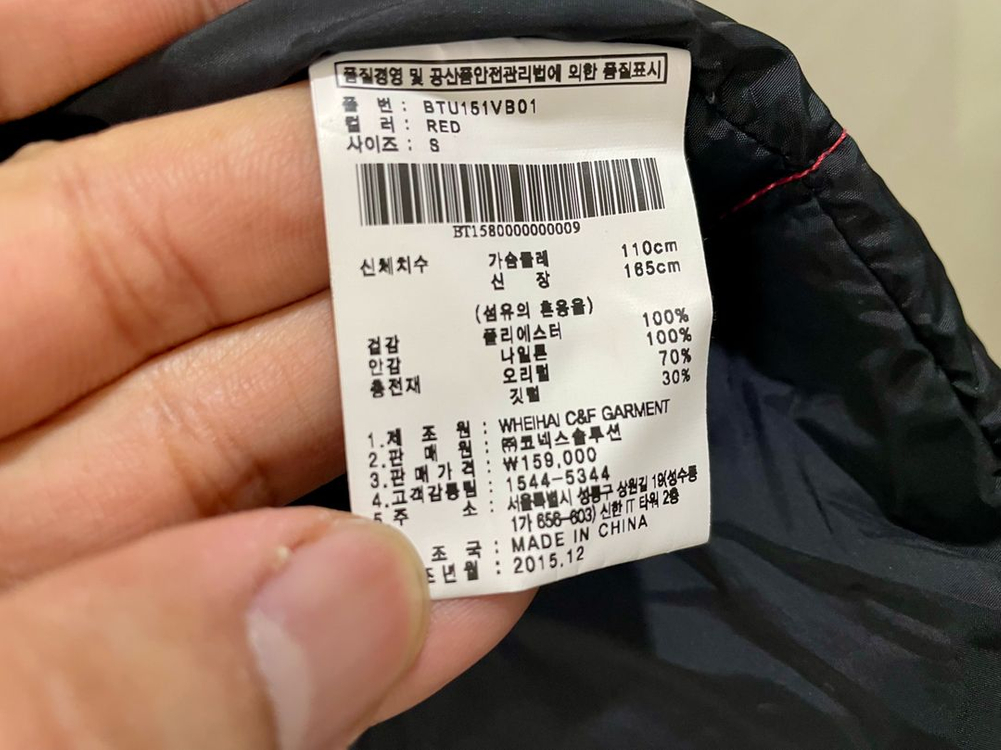 품질경영 및 공산품안전관리법에 의한 품질표시
품 번 : BTU151VB01
컬 러 : RED
사이즈 : S
BT1580000000009
신체치수 가슴둘레 110cm
신 장 165cm
(섬유의 혼용율)
겉감 폴리에스터 100%
안감 나일론 100%
충전재 오리털 70%
깃털 30%
1.제 조 원 : WHEIHAI C&F GARMENT
2.판 매 원 : ㈜코넥스솔루션
3.판매가격 : ₩159,000
4.고객감동팀 : 1544-5344
5.주 소 : 서울특별시 성동구 상원길 19(성수동
1가 656-603) 신한IT 타워 2층
조 국 : MADE IN CHINA
조년월 : 2015.12